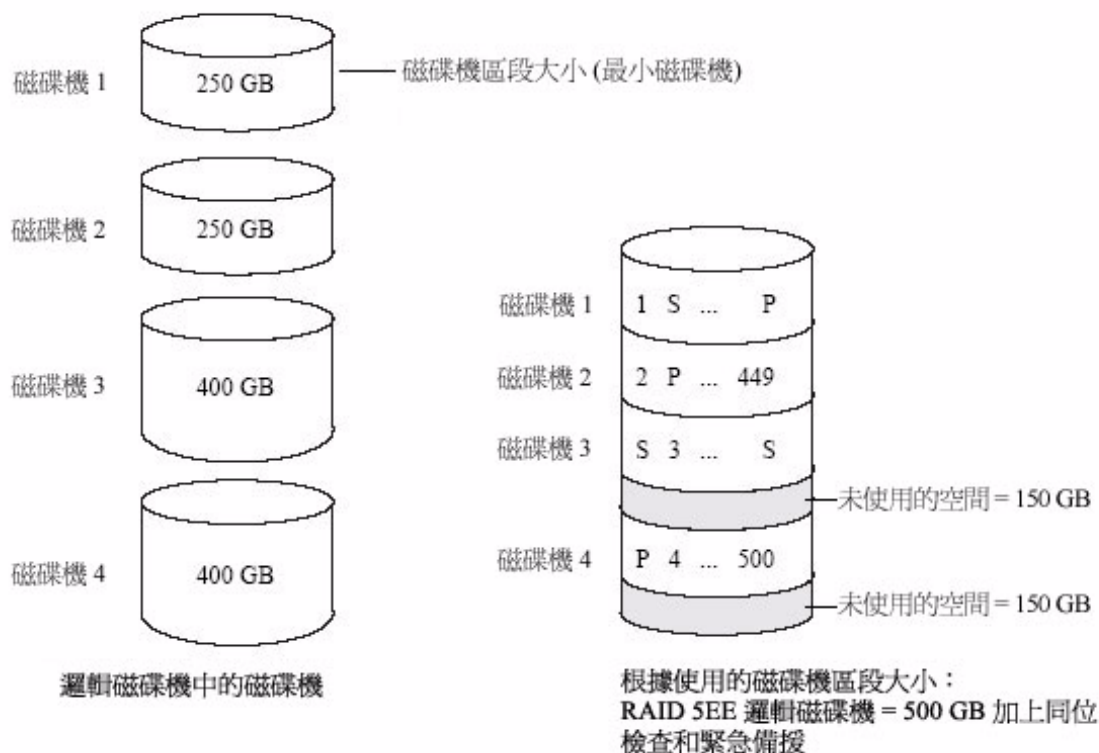 磁碟機 1
250 GB
磁碟機區段大小 (最小磁碟機)
磁碟機 2
250 GB
磁碟機 3
400 GB
磁碟機 4
400 GB
邏輯磁碟機中的磁碟機
磁碟機 1
1 S ... P
磁碟機 2
2 P ... 449
磁碟機 3
S 3 ... S
未使用的空間 = 150 GB
磁碟機 4
P 4 ... 500
未使用的空間 = 150 GB
根據使用的磁碟機區段大小：
RAID 5EE 邏輯磁碟機 = 500 GB 加上同位
檢查和緊急備援